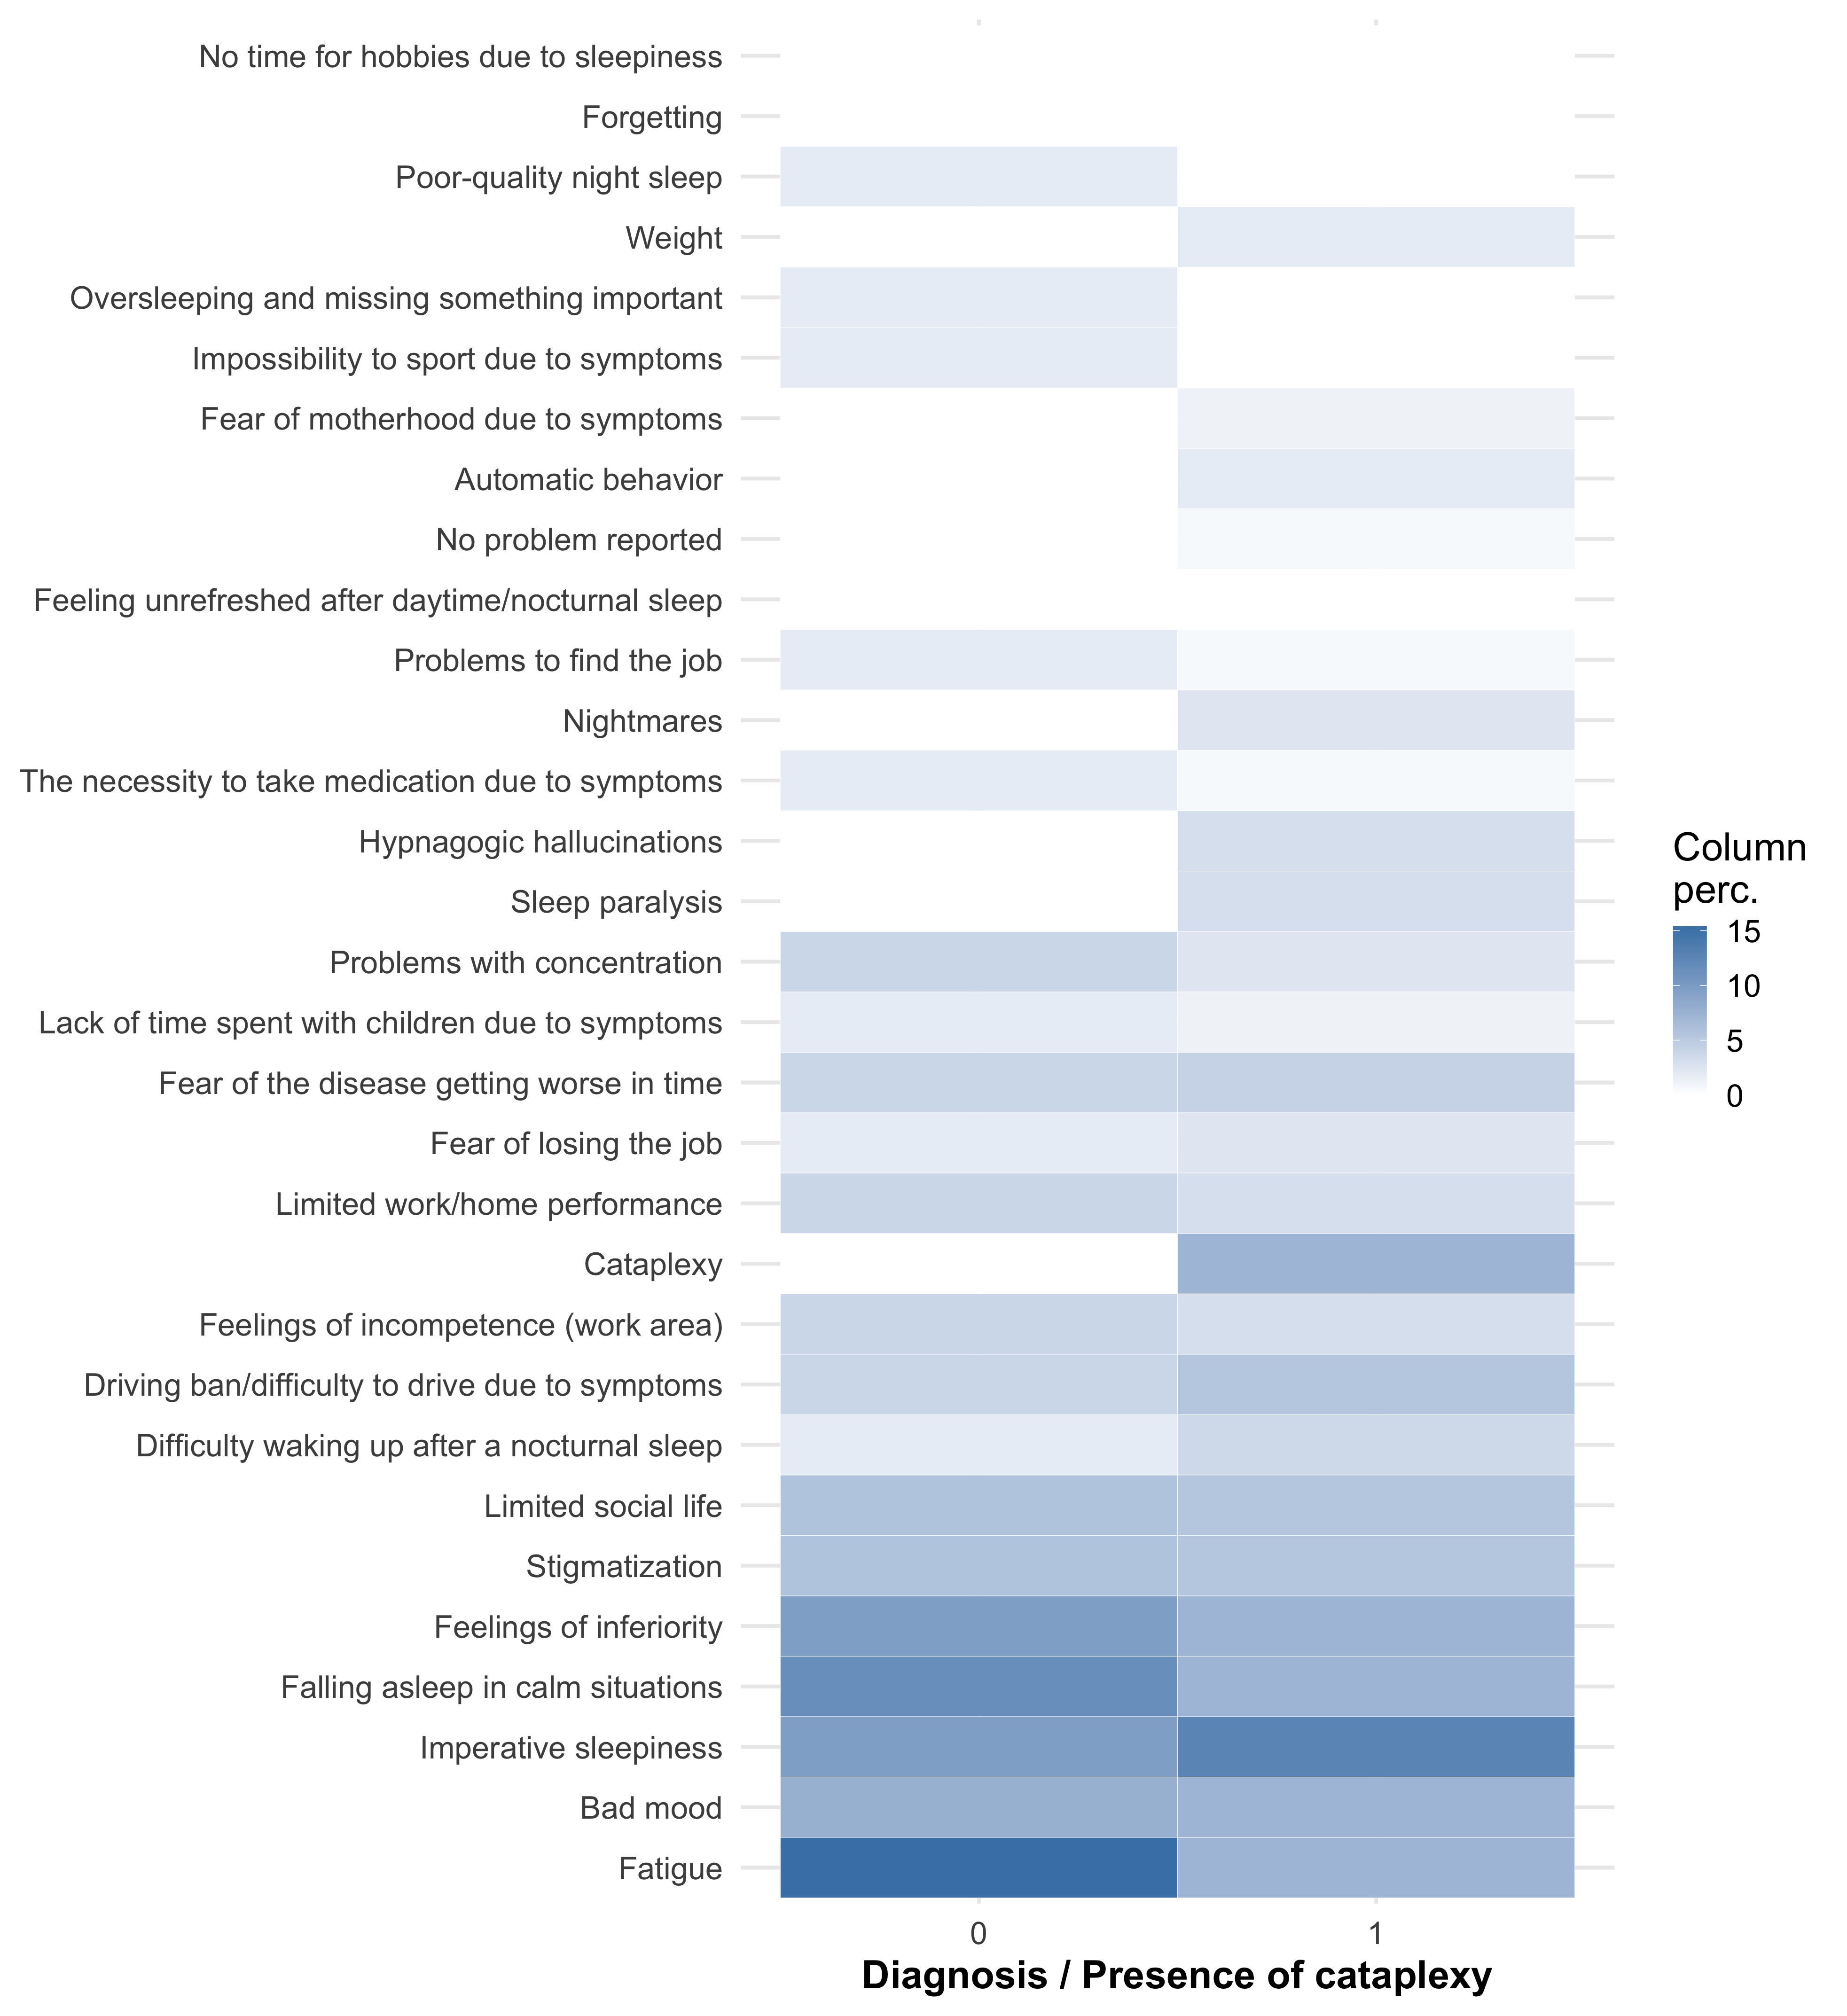 No time for hobbies due to sleepiness
Forgetting
Poor-quality night sleep
Weight
Oversleeping and missing something important
Impossibility to sport due to symptoms
Fear of motherhood due to symptoms
Automatic behavior
No problem reported
Feeling unrefreshed after daytime/nocturnal sleep
Problems to find the job
Nightmares
The necessity to take medication due to symptoms
Hypnagogic hallucinations
Sleep paralysis
Problems with concentration
Lack of time spent with children due to symptoms
Fear of the disease getting worse in time
Fear of losing the job
Limited work/home performance
Cataplexy
Feelings of incompetence (work area)
Driving ban/difficulty to drive due to symptoms
Difficulty waking up after a nocturnal sleep
Limited social life
Stigmatization
Feelings of inferiority
Falling asleep in calm situations
Imperative sleepiness
Bad mood
Fatigue
0 1
Diagnosis / Presence of cataplexy
Column
perc.
15
10
5
0